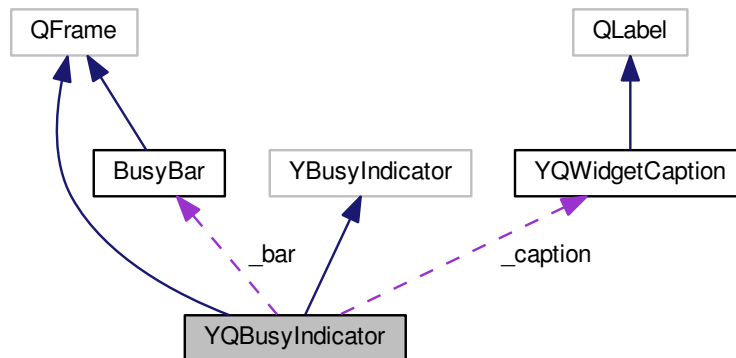 QFrame
QLabel
BusyBar
YBusyIndicator
YQWidgetCaption
_bar
_caption
YQBusyIndicator